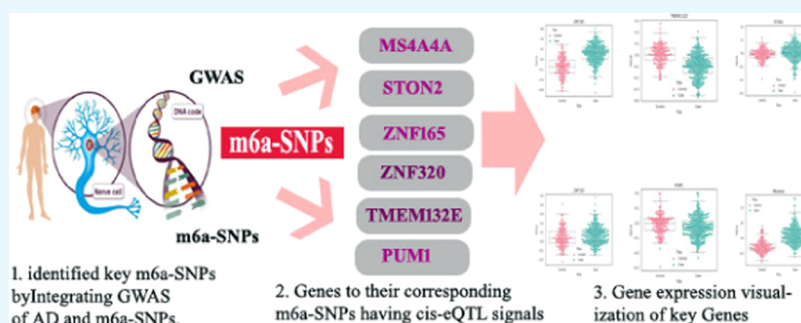 GWAS
DNA code
Nerve cell
m6a-SNPs
m6a-SNPs
MS4A4A
STON2
ZNF165
ZNF320
TMEM132E
PUM1
1. identified key m6a-SNPs
byIntegrating GWAS
of AD and m6a-SNPs.
2. Genes to their corresponding
m6a-SNPs having cis-eQTL signals
3. Gene expression visual-
ization of key Genes